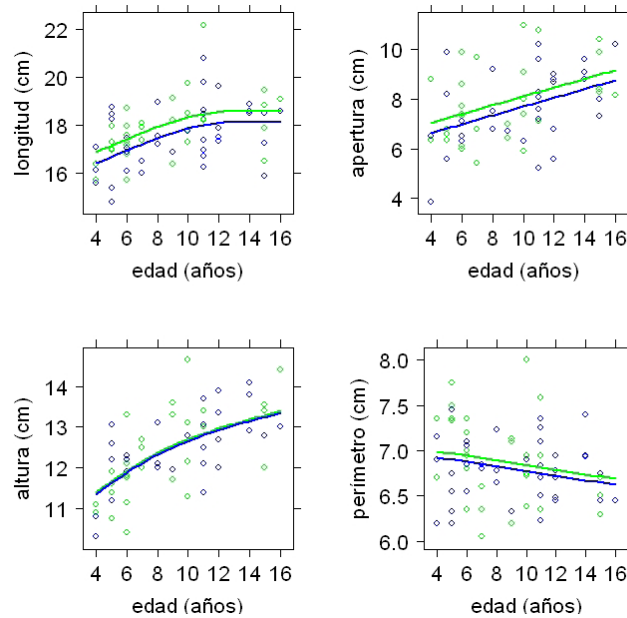 22
20
18
16
longitud (cm)
4 6 8 10 12 14 16
edad (años)
10
8
6
4
apertura (cm)
4 6 8 10 12 14 16
edad (años)
14
13
12
11
altura (cm)
4 6 8 10 12 14 16
edad (años)
8.0
7.5
7.0
6.5
6.0
perímetro (cm)
4 6 8 10 12 14 16
edad (años)